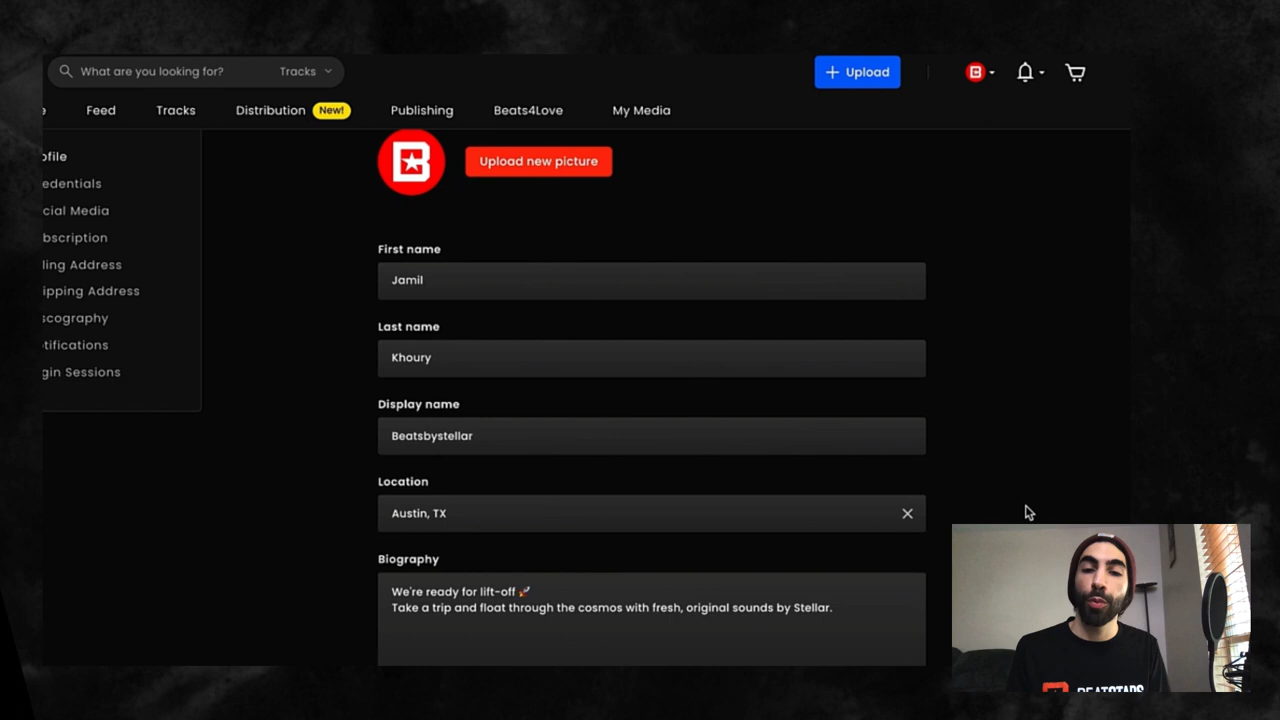 What are you looking for? Tracks
Upload
Feed Tracks Distribution New! Publishing Beats4Love My Media
ofile
edentials
cial Media
bscription
ling Address
ipping Address
scography
tifications
gin Sessions
Upload new picture
First name
Jamil
Last name
Khoury
Display name
Beatsbystellar
Location
Austin, TX
Biography
We're ready for lift-off 🚀
Take a trip and float through the cosmos with fresh, original sounds by Stellar.
BEATSTARS